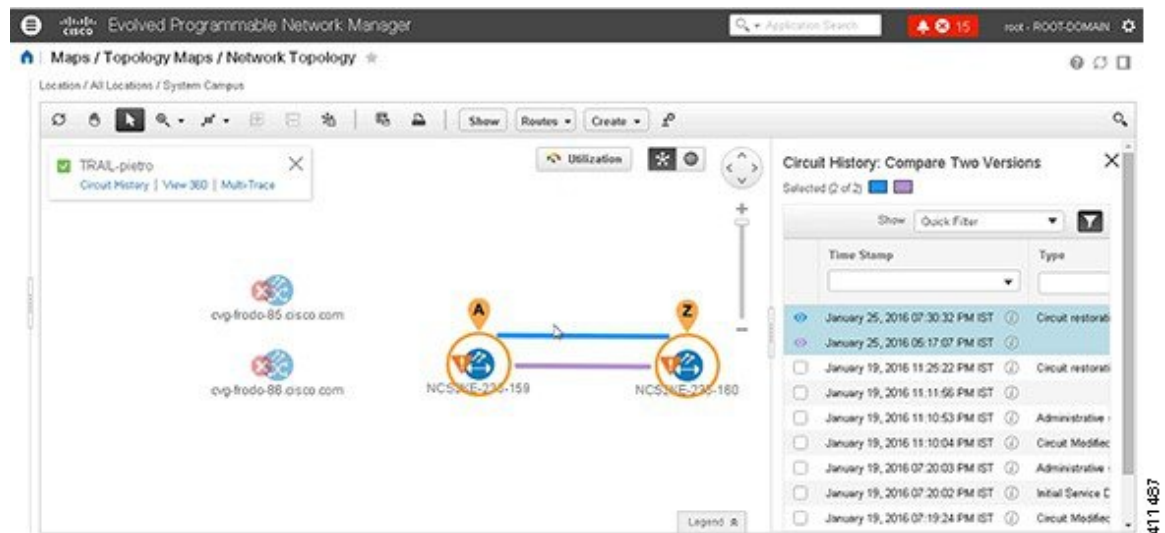 cisco Evolved Programmable Network Manager
Application Search
15
root - ROOT-DOMAIN
Maps / Topology Maps / Network Topology
Location / All Locations / System Campus
Show
Routes
Create
TRAIL-pietro
Circuit History | View 360 | Multi-Trace
Utilization
cvg-frodo-85.cisco.com
cvg-frodo-86.cisco.com
A
Z
NCS2KE-235-159
NCS2KE-235-160
Legend
Circuit History: Compare Two Versions
Selected (2 of 2)
Show Quick Filter
Time Stamp Type
January 25, 2016 07:30:32 PM IST Circuit restorati
January 25, 2016 05:17:07 PM IST
January 19, 2016 11:25:22 PM IST Circuit restorati
January 19, 2016 11:11:56 PM IST
January 19, 2016 11:10:53 PM IST Administrative
January 19, 2016 11:10:04 PM IST Circuit Modified
January 19, 2016 07:20:03 PM IST Administrative
January 19, 2016 07:20:02 PM IST Initial Service D
January 19, 2016 07:19:24 PM IST Circuit Modified
411487